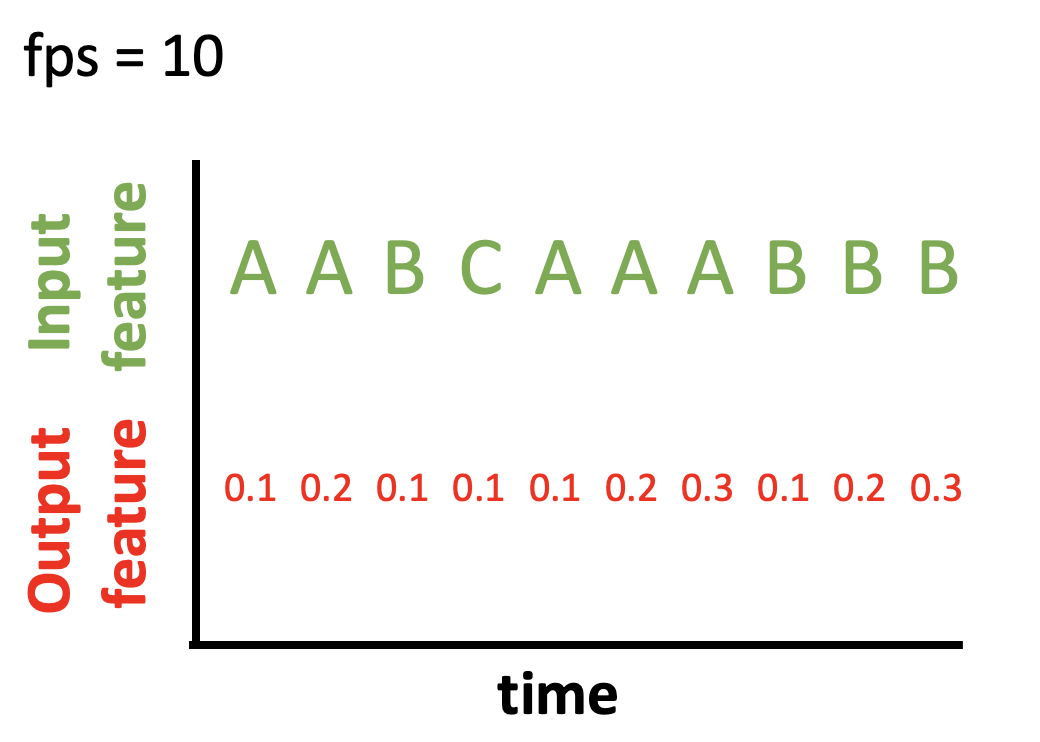 fps = 10
Input
feature
A A B C A A A B B B
Output
feature
0.1 0.2 0.1 0.1 0.1 0.2 0.3 0.1 0.2 0.3
time